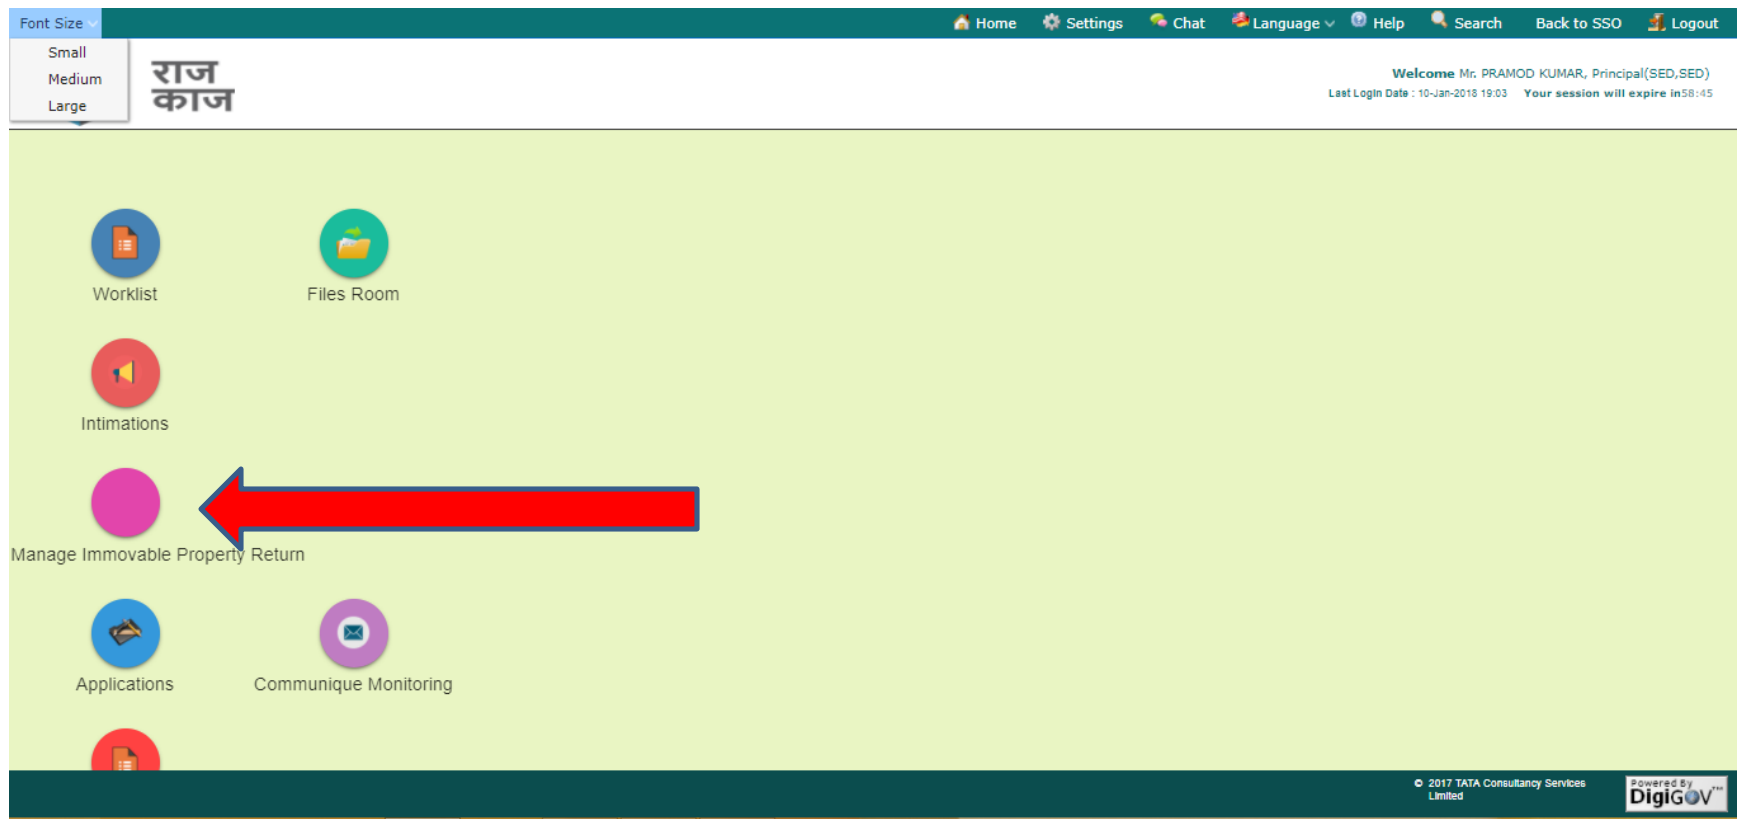 Font Size
Home Settings Chat Language Help Search Back to SSO Logout
Small
Medium
Large
राज
काज
Welcome Mr. PRAMOD KUMAR, Principal(SED,SED)
Last Login Date : 10-Jan-2018 19:03 Your session will expire in58:45
Worklist
Files Room
Intimations
Manage Immovable Property Return
Applications
Communique Monitoring
© 2017 TATA Consultancy Services
Limited
Powered By
DigiGOV™